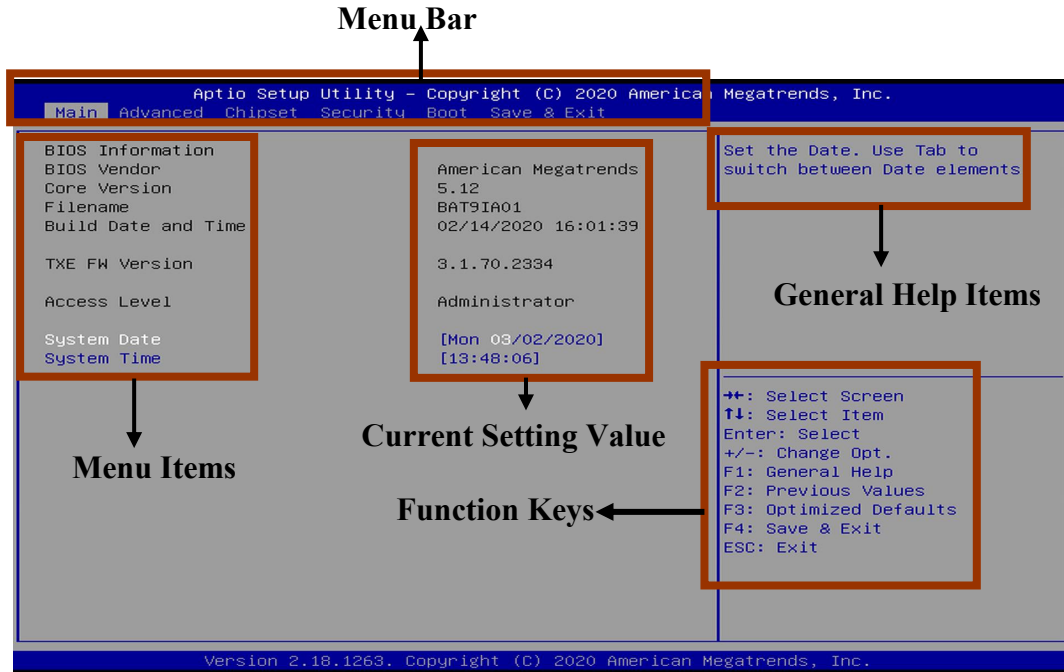 Menu Bar
Aptio Setup Utility – Copyright (C) 2020 American Megatrends, Inc.
Main Advanced Chipset Security Boot Save & Exit
BIOS Information
BIOS Vendor American Megatrends
Core Version 5.12
Filename BAT9IA01
Build Date and Time 02/14/2020 16:01:39
TXE FW Version 3.1.70.2334
Access Level Administrator
System Date [Mon 03/02/2020]
System Time [13:48:06]
Set the Date. Use Tab to
switch between Date elements
General Help Items
Menu Items
Current Setting Value
Function Keys
→←: Select Screen
↑↓: Select Item
Enter: Select
+/-: Change Opt.
F1: General Help
F2: Previous Values
F3: Optimized Defaults
F4: Save & Exit
ESC: Exit
Version 2.18.1263. Copyright (C) 2020 American Megatrends, Inc.